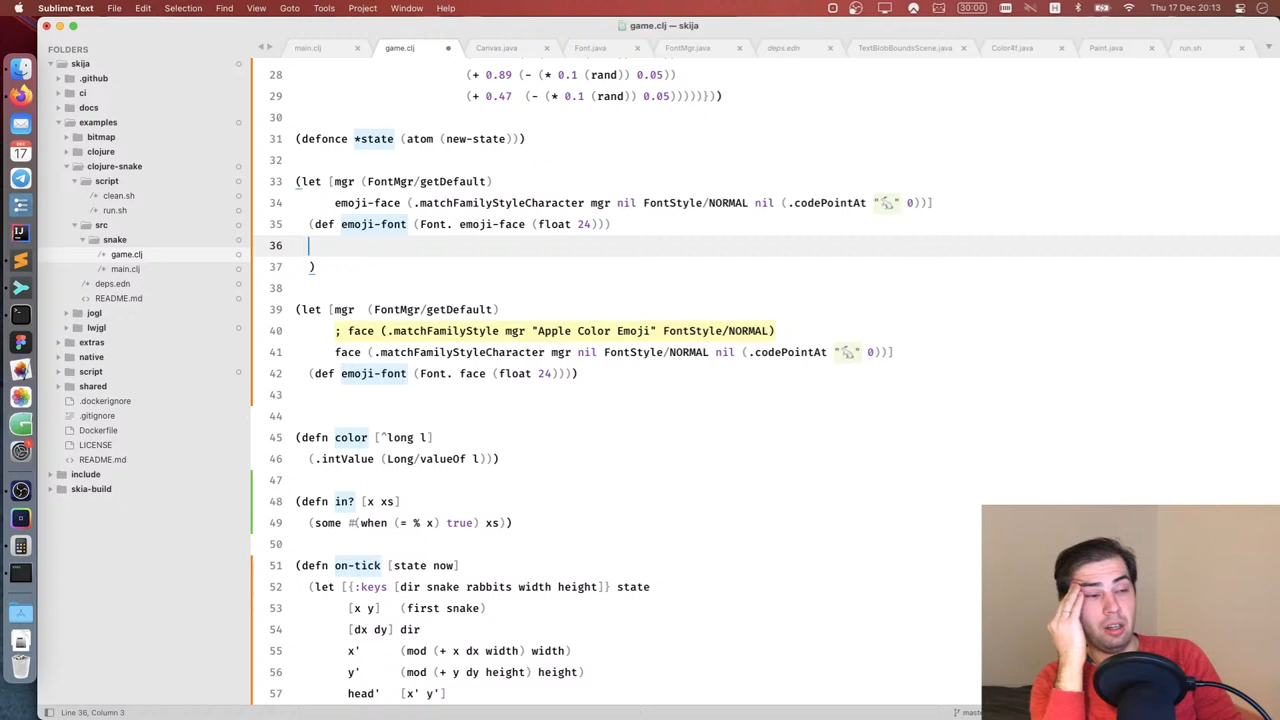 Sublime Text File Edit Selection Find View Goto Tools Project Window Help 30:00 Thu 17 Dec 20:13
game.clj — skija
main.clj × game.clj Canvas.java × Font.java × FontMgr.java × deps.edn × TextBlobBoundsScene.java × Color4f.java × Paint.java × run.sh ×
FOLDERS
skija
.github
ci
docs
examples
bitmap
clojure
clojure-snake
script
clean.sh
run.sh
src
snake
game.clj
main.clj
deps.edn
README.md
jogl
lwjgl
extras
native
script
shared
.dockerignore
.gitignore
Dockerfile
LICENSE
README.md
include
skia-build
28 (+ 0.89 (- (* 0.1 (rand)) 0.05))
29 (+ 0.47 (- (* 0.1 (rand)) 0.05)))))}))
30
31 (defonce *state (atom (new-state)))
32
33 (let [mgr (FontMgr/getDefault)
34 emoji-face (.matchFamilyStyleCharacter mgr nil FontStyle/NORMAL nil (.codePointAt "🐇" 0))]
35 (def emoji-font (Font. emoji-face (float 24)))
36
37 )
38
39 (let [mgr (FontMgr/getDefault)
40 ; face (.matchFamilyStyle mgr "Apple Color Emoji" FontStyle/NORMAL)
41 face (.matchFamilyStyleCharacter mgr nil FontStyle/NORMAL nil (.codePointAt "🐇" 0))]
42 (def emoji-font (Font. face (float 24))))
43
44
45 (defn color [^long l]
46 (.intValue (Long/valueOf l)))
47
48 (defn in? [x xs]
49 (some #(when (= % x) true) xs))
50
51 (defn on-tick [state now]
52 (let [{:keys [dir snake rabbits width height]} state
53 [x y] (first snake)
54 [dx dy] dir
55 x' (mod (+ x dx width) width)
56 y' (mod (+ y dy height) height)
57 head' [x' y']
Line 36, Column 3